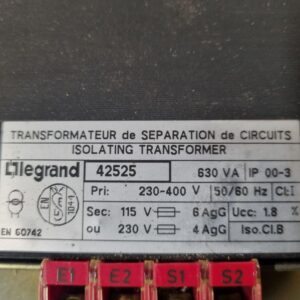 TRANSFORMATEUR de SEPARATION de CIRCUITS
ISOLATING TRANSFORMER
legrand 42525 630 VA IP 00-3
Pri: 230-400 V 50/60 Hz Cl:I
Sec: 115 V 6 AgG Ucc: 1.8 %
ou 230 V 4 AgG Iso.Cl.B
EN 60742
E1 E2 S1 S2